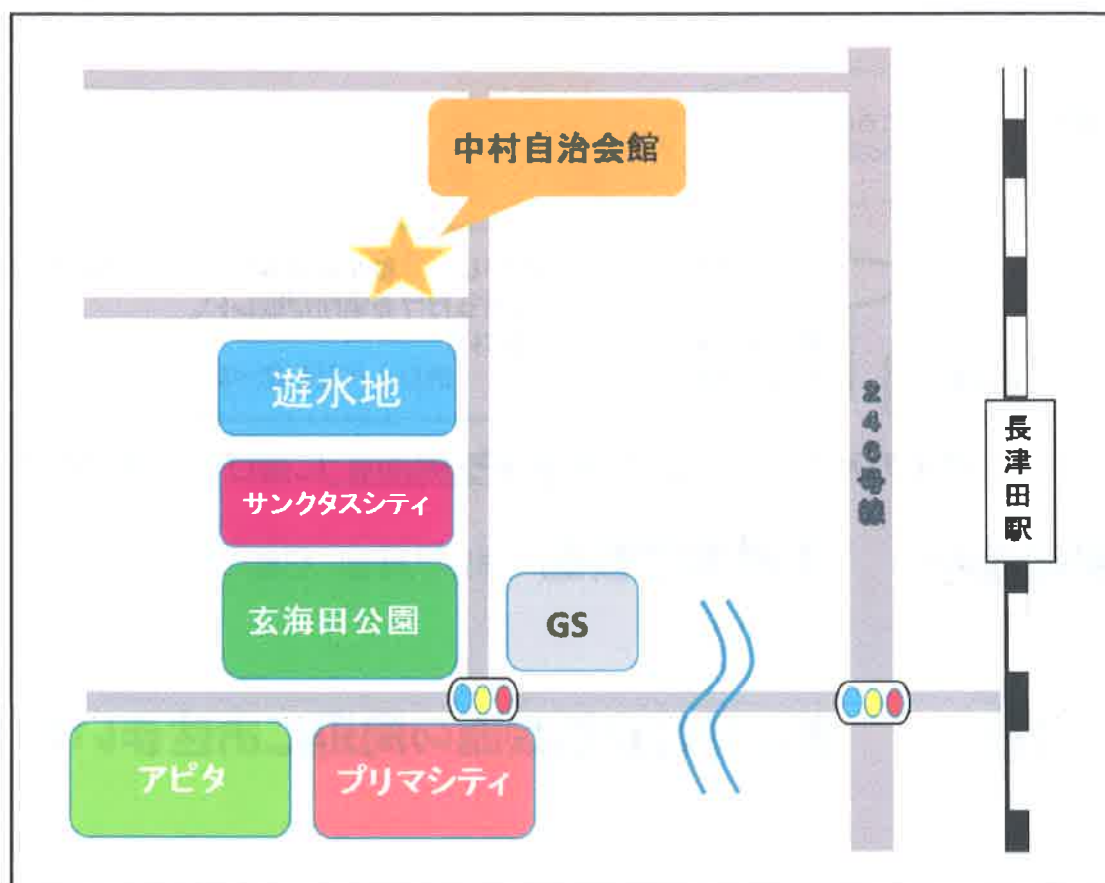 中村自治会館
遊水地
246号線
長津田駅
サンクタスシティ
玄海田公園
GS
アピタ
プリマシティ